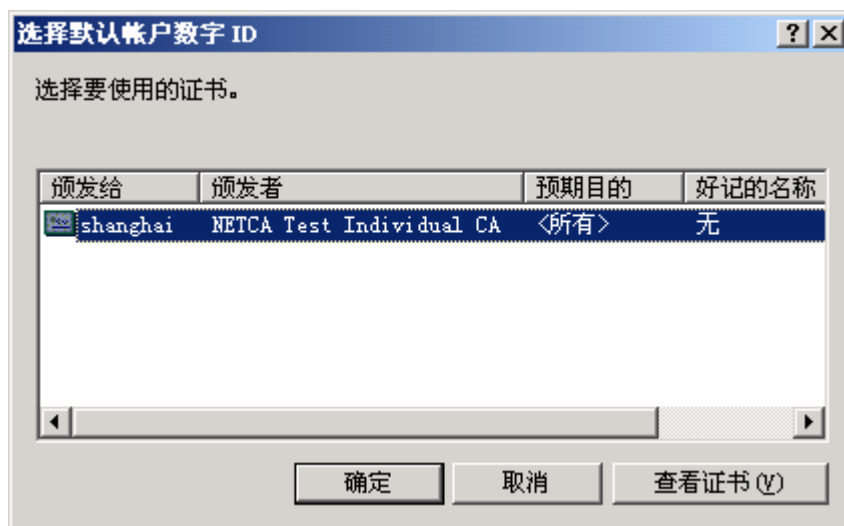 选择默认帐户数字 ID
选择要使用的证书。
颁发给 颁发者 预期目的 好记的名称
shanghai NETCA Test Individual CA <所有> 无
确定 取消 查看证书(V)